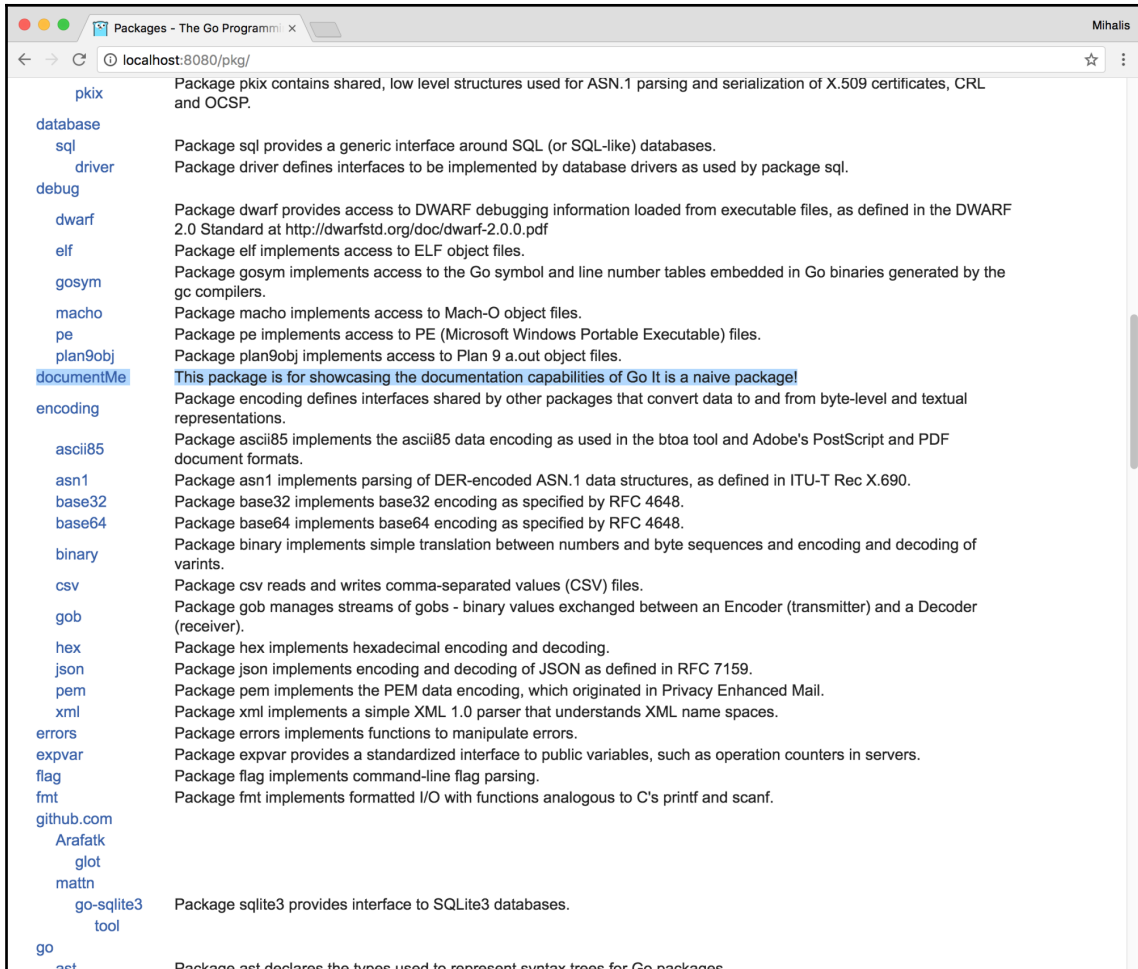 Packages - The Go Programmi
Mihalis
localhost:8080/pkg/
pkix Package pkix contains shared, low level structures used for ASN.1 parsing and serialization of X.509 certificates, CRL
and OCSP.
database
sql Package sql provides a generic interface around SQL (or SQL-like) databases.
driver Package driver defines interfaces to be implemented by database drivers as used by package sql.
debug
dwarf Package dwarf provides access to DWARF debugging information loaded from executable files, as defined in the DWARF
2.0 Standard at http://dwarfstd.org/doc/dwarf-2.0.0.pdf
elf Package elf implements access to ELF object files.
gosym Package gosym implements access to the Go symbol and line number tables embedded in Go binaries generated by the
gc compilers.
macho Package macho implements access to Mach-O object files.
pe Package pe implements access to PE (Microsoft Windows Portable Executable) files.
plan9obj Package plan9obj implements access to Plan 9 a.out object files.
documentMe This package is for showcasing the documentation capabilities of Go It is a naive package!
encoding Package encoding defines interfaces shared by other packages that convert data to and from byte-level and textual
representations.
ascii85 Package ascii85 implements the ascii85 data encoding as used in the btoa tool and Adobe's PostScript and PDF
document formats.
asn1 Package asn1 implements parsing of DER-encoded ASN.1 data structures, as defined in ITU-T Rec X.690.
base32 Package base32 implements base32 encoding as specified by RFC 4648.
base64 Package base64 implements base64 encoding as specified by RFC 4648.
binary Package binary implements simple translation between numbers and byte sequences and encoding and decoding of
varints.
csv Package csv reads and writes comma-separated values (CSV) files.
gob Package gob manages streams of gobs - binary values exchanged between an Encoder (transmitter) and a Decoder
(receiver).
hex Package hex implements hexadecimal encoding and decoding.
json Package json implements encoding and decoding of JSON as defined in RFC 7159.
pem Package pem implements the PEM data encoding, which originated in Privacy Enhanced Mail.
xml Package xml implements a simple XML 1.0 parser that understands XML name spaces.
errors Package errors implements functions to manipulate errors.
expvar Package expvar provides a standardized interface to public variables, such as operation counters in servers.
flag Package flag implements command-line flag parsing.
fmt Package fmt implements formatted I/O with functions analogous to C's printf and scanf.
github.com
Arafatk
glot
mattn
go-sqlite3 Package sqlite3 provides interface to SQLite3 databases.
tool
go
ast Package ast declares the types used to represent syntax trees for Go packages.